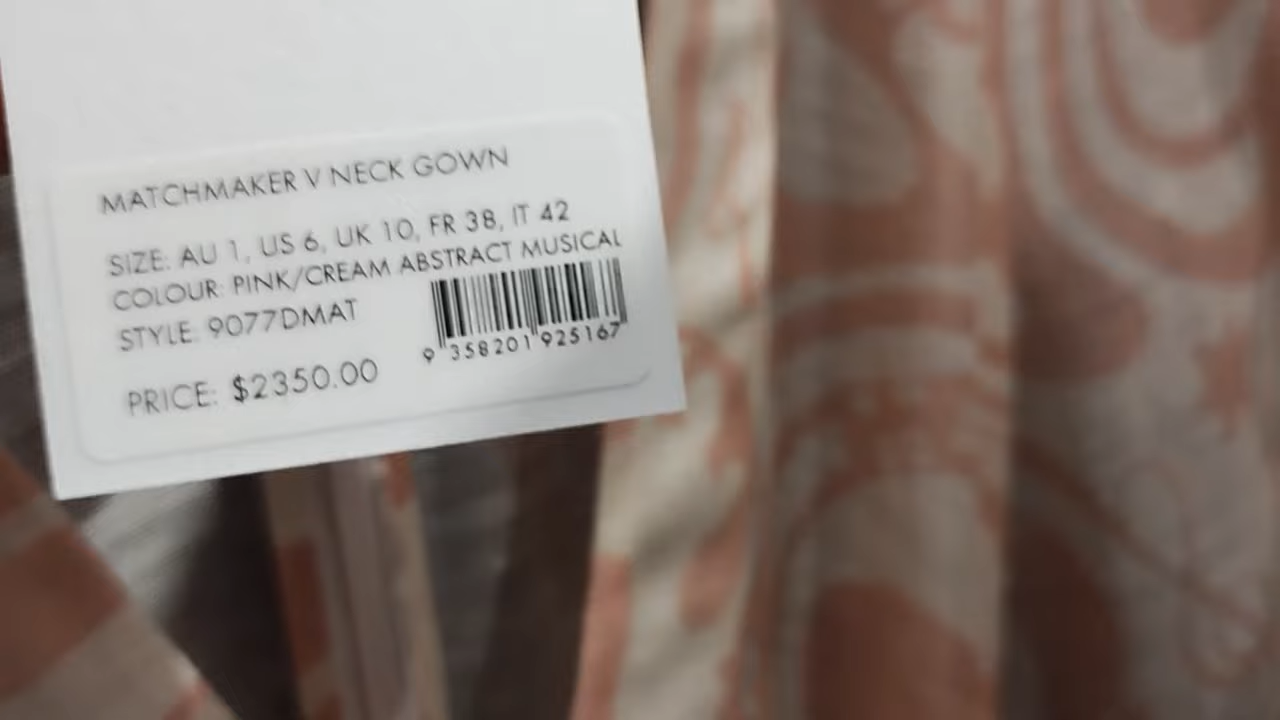 MATCHMAKER V NECK GOWN
SIZE: AU 1, US 6, UK 10, FR 38, IT 42
COLOUR: PINK/CREAM ABSTRACT MUSICAL
STYLE: 9077DMAT
9 358201 925167
PRICE: $2350.00